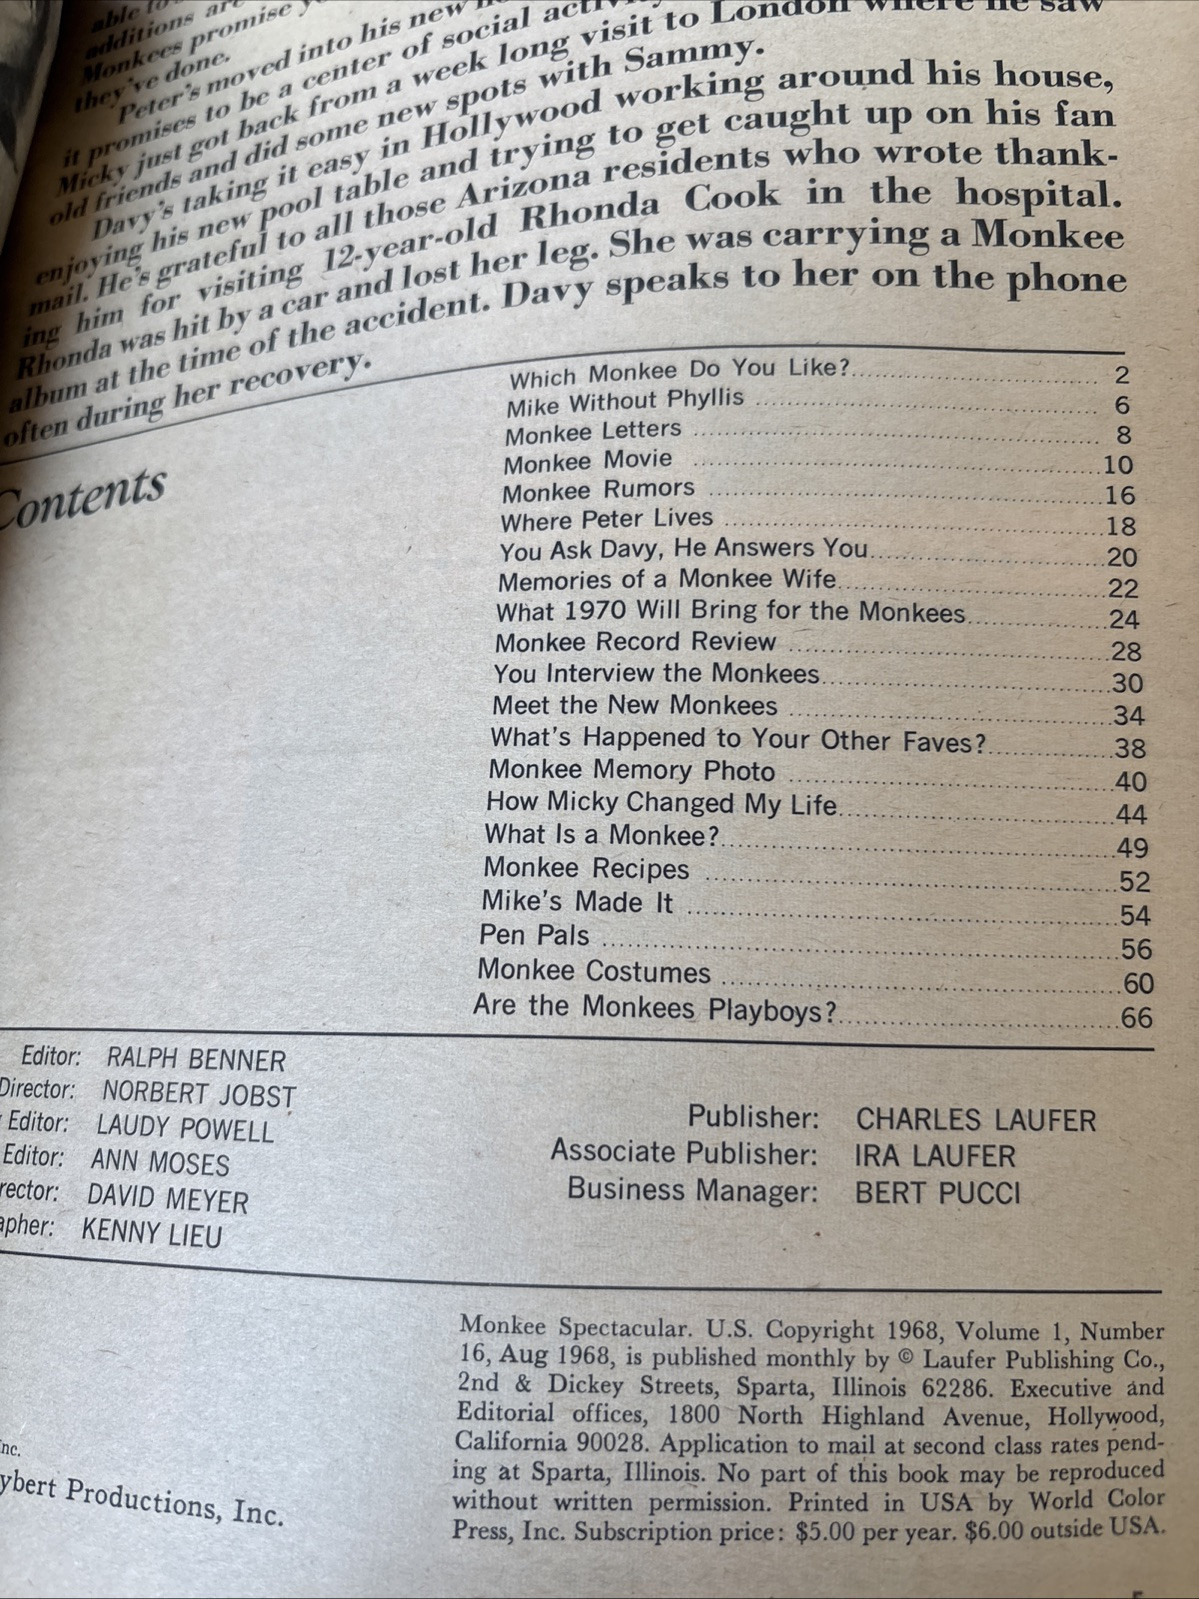 able to
additions are
Monkees promise
they've done.
Peter's moved into his new
it promises to be a center of social
Micky just got back from a week long visit to London where he saw
old friends and did some new spots with Sammy.
Davy's taking it easy in Hollywood working around his house,
enjoying his new pool table and trying to get caught up on his fan
mail. He's grateful to all those Arizona residents who wrote thank-
ing him for visiting 12-year-old Rhonda Cook in the hospital.
Rhonda was hit by a car and lost her leg. She was carrying a Monkee
album at the time of the accident. Davy speaks to her on the phone
often during her recovery.
Contents
Which Monkee Do You Like? 2
Mike Without Phyllis 6
Monkee Letters 8
Monkee Movie 10
Monkee Rumors 16
Where Peter Lives 18
You Ask Davy, He Answers You 20
Memories of a Monkee Wife 22
What 1970 Will Bring for the Monkees 24
Monkee Record Review 28
You Interview the Monkees 30
Meet the New Monkees 34
What's Happened to Your Other Faves? 38
Monkee Memory Photo 40
How Micky Changed My Life 44
What Is a Monkee? 49
Monkee Recipes 52
Mike's Made It 54
Pen Pals 56
Monkee Costumes 60
Are the Monkees Playboys? 66
Editor: RALPH BENNER
Director: NORBERT JOBST
Editor: LAUDY POWELL
Editor: ANN MOSES
rector: DAVID MEYER
apher: KENNY LIEU
Publisher: CHARLES LAUFER
Associate Publisher: IRA LAUFER
Business Manager: BERT PUCCI
Inc.
ybert Productions, Inc.
Monkee Spectacular. U.S. Copyright 1968, Volume 1, Number
16, Aug 1968, is published monthly by © Laufer Publishing Co.,
2nd & Dickey Streets, Sparta, Illinois 62286. Executive and
Editorial offices, 1800 North Highland Avenue, Hollywood,
California 90028. Application to mail at second class rates pend-
ing at Sparta, Illinois. No part of this book may be reproduced
without written permission. Printed in USA by World Color
Press, Inc. Subscription price: $5.00 per year. $6.00 outside USA.